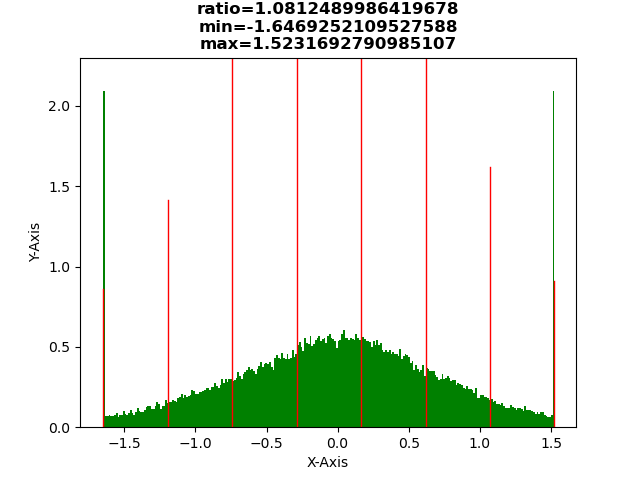 ratio=1.0812489986419678
min=-1.6469252109527588
max=1.5231692790985107
2.0
1.5
1.0
0.5
0.0
Y-Axis
−1.5 −1.0 −0.5 0.0 0.5 1.0 1.5
X-Axis